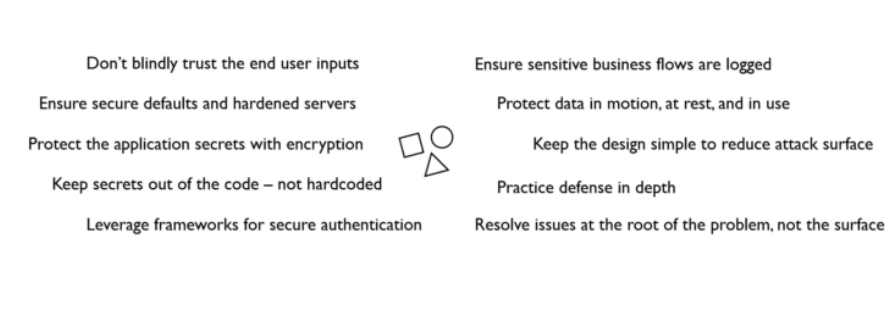 Don't blindly trust the end user inputs
Ensure secure defaults and hardened servers
Protect the application secrets with encryption
Keep secrets out of the code – not hardcoded
Leverage frameworks for secure authentication
Ensure sensitive business flows are logged
Protect data in motion, at rest, and in use
Keep the design simple to reduce attack surface
Practice defense in depth
Resolve issues at the root of the problem, not the surface